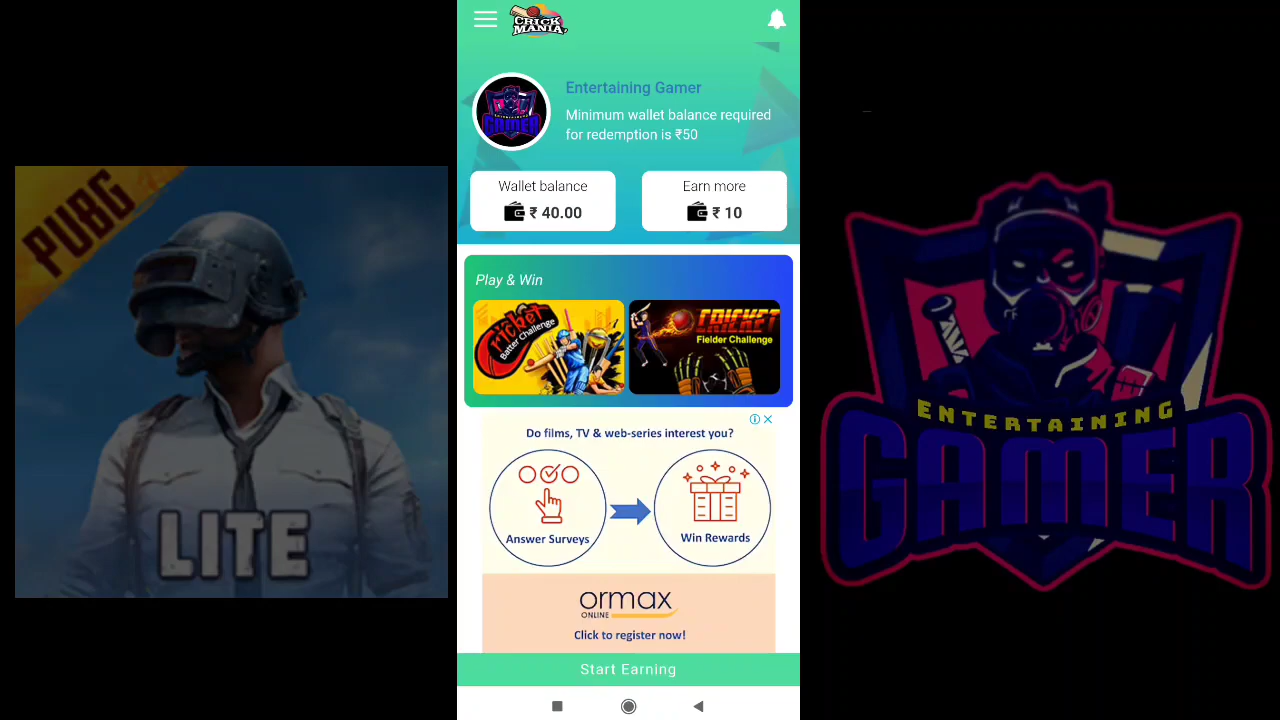 PUBG
LITE
CRICK
MANIA
Entertaining Gamer
Minimum wallet balance required
for redemption is ₹50
ENTERTAINING
GAMER
Wallet balance
₹ 40.00
Earn more
₹ 10
Play & Win
Cricket
Batter Challenge
CRICKET
Fielder Challenge
Do films, TV & web-series interest you?
Answer Surveys
Win Rewards
ormax
ONLINE
Click to register now!
Start Earning
ENTERTAINING
GAMER